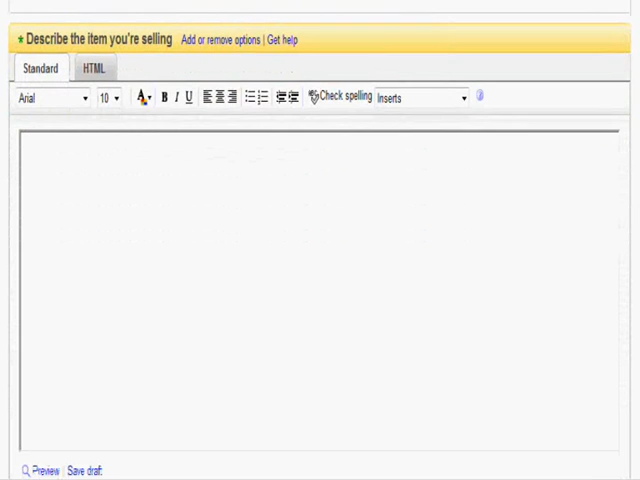 * Describe the item you're selling Add or remove options | Get help
Standard HTML
Arial 10 A B I U Check spelling Inserts
Preview | Save draft